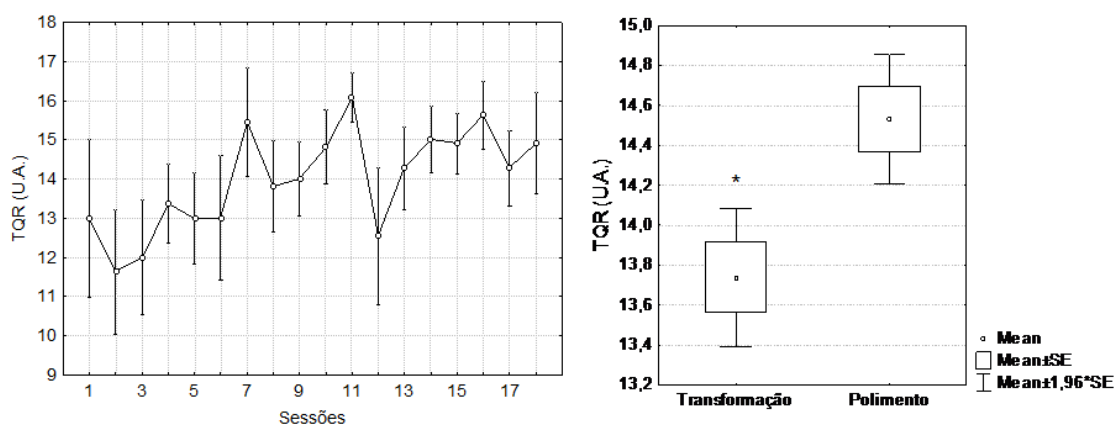 18
17
16
15
14
13
12
11
10
9
TQR (U.A.)
1 3 5 7 9 11 13 15 17
Sessões
15,0
14,8
14,6
14,4
14,2
14,0
13,8
13,6
13,4
13,2
TQR (U.A.)
*
Transformação Polimento
Mean
Mean±SE
Mean±1,96*SE